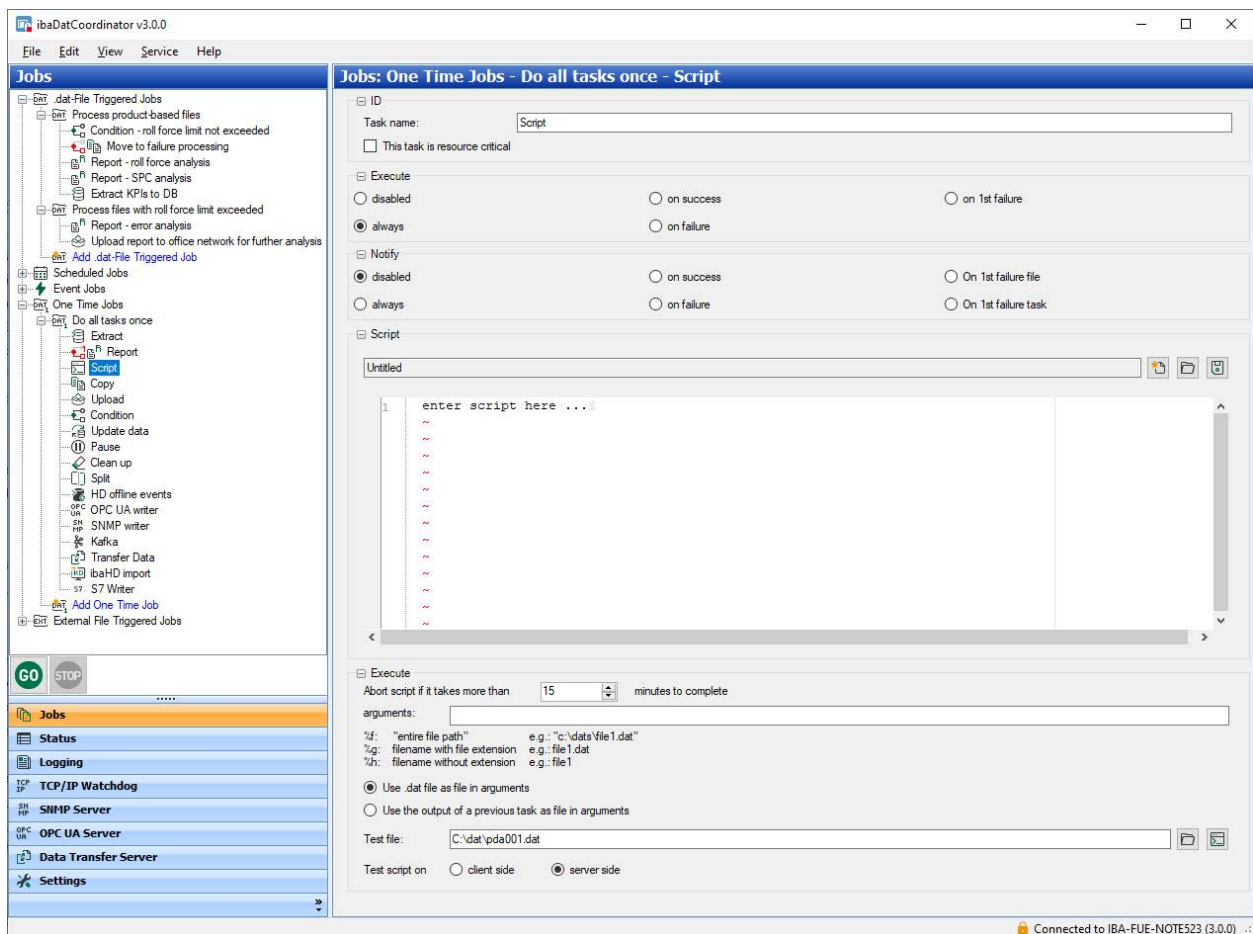 ibaDatCoordinator v3.0.0
File Edit View Service Help
Jobs
.dat-File Triggered Jobs
Process product-based files
Condition - roll force limit not exceeded
Move to failure processing
Report - roll force analysis
Report - SPC analysis
Extract KPIs to DB
Process files with roll force limit exceeded
Report - error analysis
Upload report to office network for further analysis
Add .dat-File Triggered Job
Scheduled Jobs
Event Jobs
One Time Jobs
Do all tasks once
Extract
Report
Script
Copy
Upload
Condition
Update data
Pause
Clean up
Split
HD offline events
OPC UA writer
SNMP writer
Kafka
Transfer Data
ibaHD import
S7 Writer
Add One Time Job
External File Triggered Jobs
GO STOP
Jobs
Status
Logging
TCP/IP Watchdog
SNMP Server
OPC UA Server
Data Transfer Server
Settings
Jobs: One Time Jobs - Do all tasks once - Script
ID
Task name: Script
This task is resource critical
Execute
disabled on success on 1st failure
always on failure
Notify
disabled on success On 1st failure file
always on failure On 1st failure task
Script
Untitled
1 enter script here ...
~
~
~
~
~
~
~
~
~
~
~
~
~
Execute
Abort script if it takes more than 15 minutes to complete
arguments:
%f: "entire file path" e.g.: "c:\dats\file1.dat"
%g: filename with file extension e.g.: file1.dat
%h: filename without extension e.g.: file1
Use .dat file as file in arguments
Use the output of a previous task as file in arguments
Test file: C:\dat\pda001.dat
Test script on client side server side
Connected to IBA-FUE-NOTE523 (3.0.0)